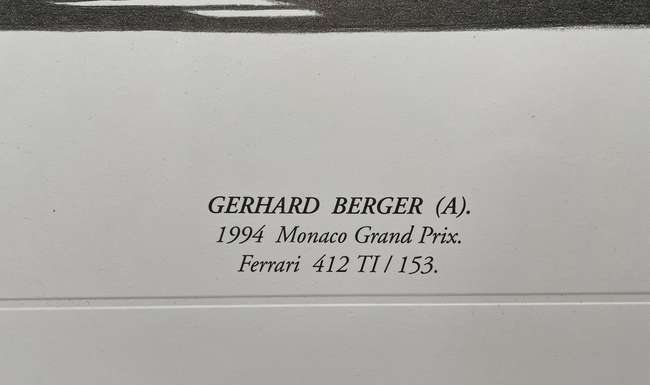 GERHARD BERGER (A).
1994 Monaco Grand Prix.
Ferrari 412 TI / 153.